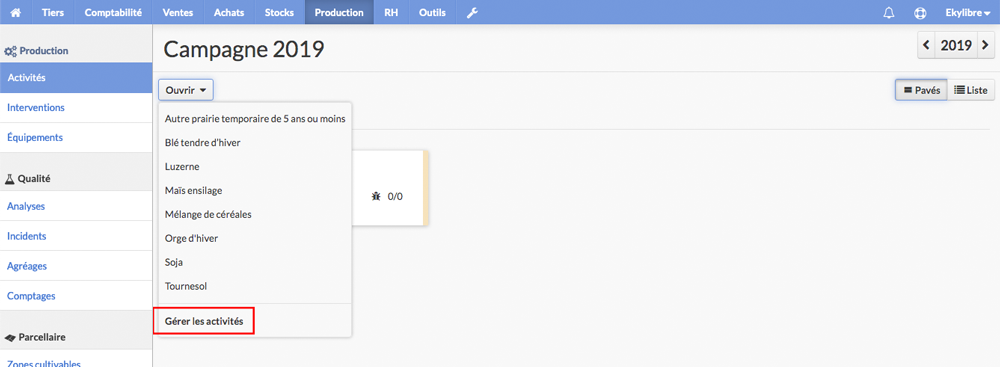 Tiers Comptabilité Ventes Achats Stocks Production RH Outils Ekylibre
Production
Activités
Interventions
Équipements
Qualité
Analyses
Incidents
Agréages
Comptages
Parcellaire
Zones cultivables
Campagne 2019
2019
Ouvrir
Pavés Liste
Autre prairie temporaire de 5 ans ou moins
Blé tendre d'hiver
Luzerne
Maïs ensilage
Mélange de céréales
Orge d'hiver
Soja
Tournesol
Gérer les activités
0/0